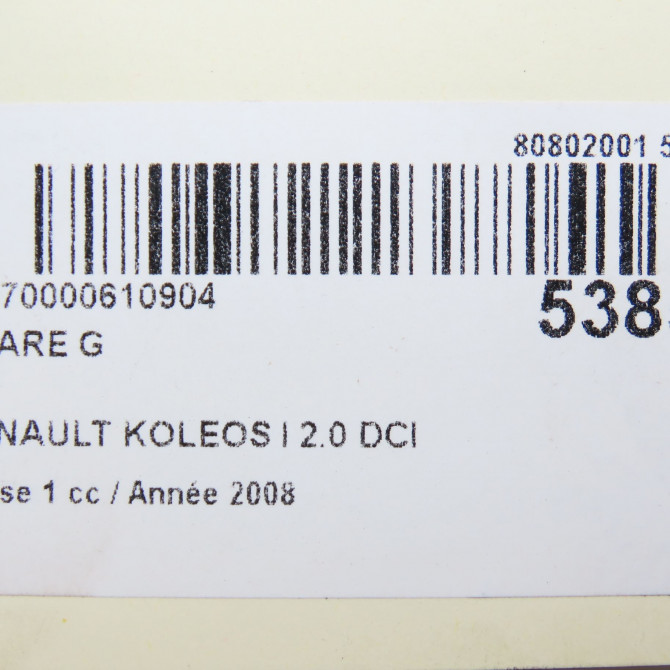 80802001 5
70000610904
538
ARE G
NAULT KOLEOS I 2.0 DCI
se 1 cc / Année 2008